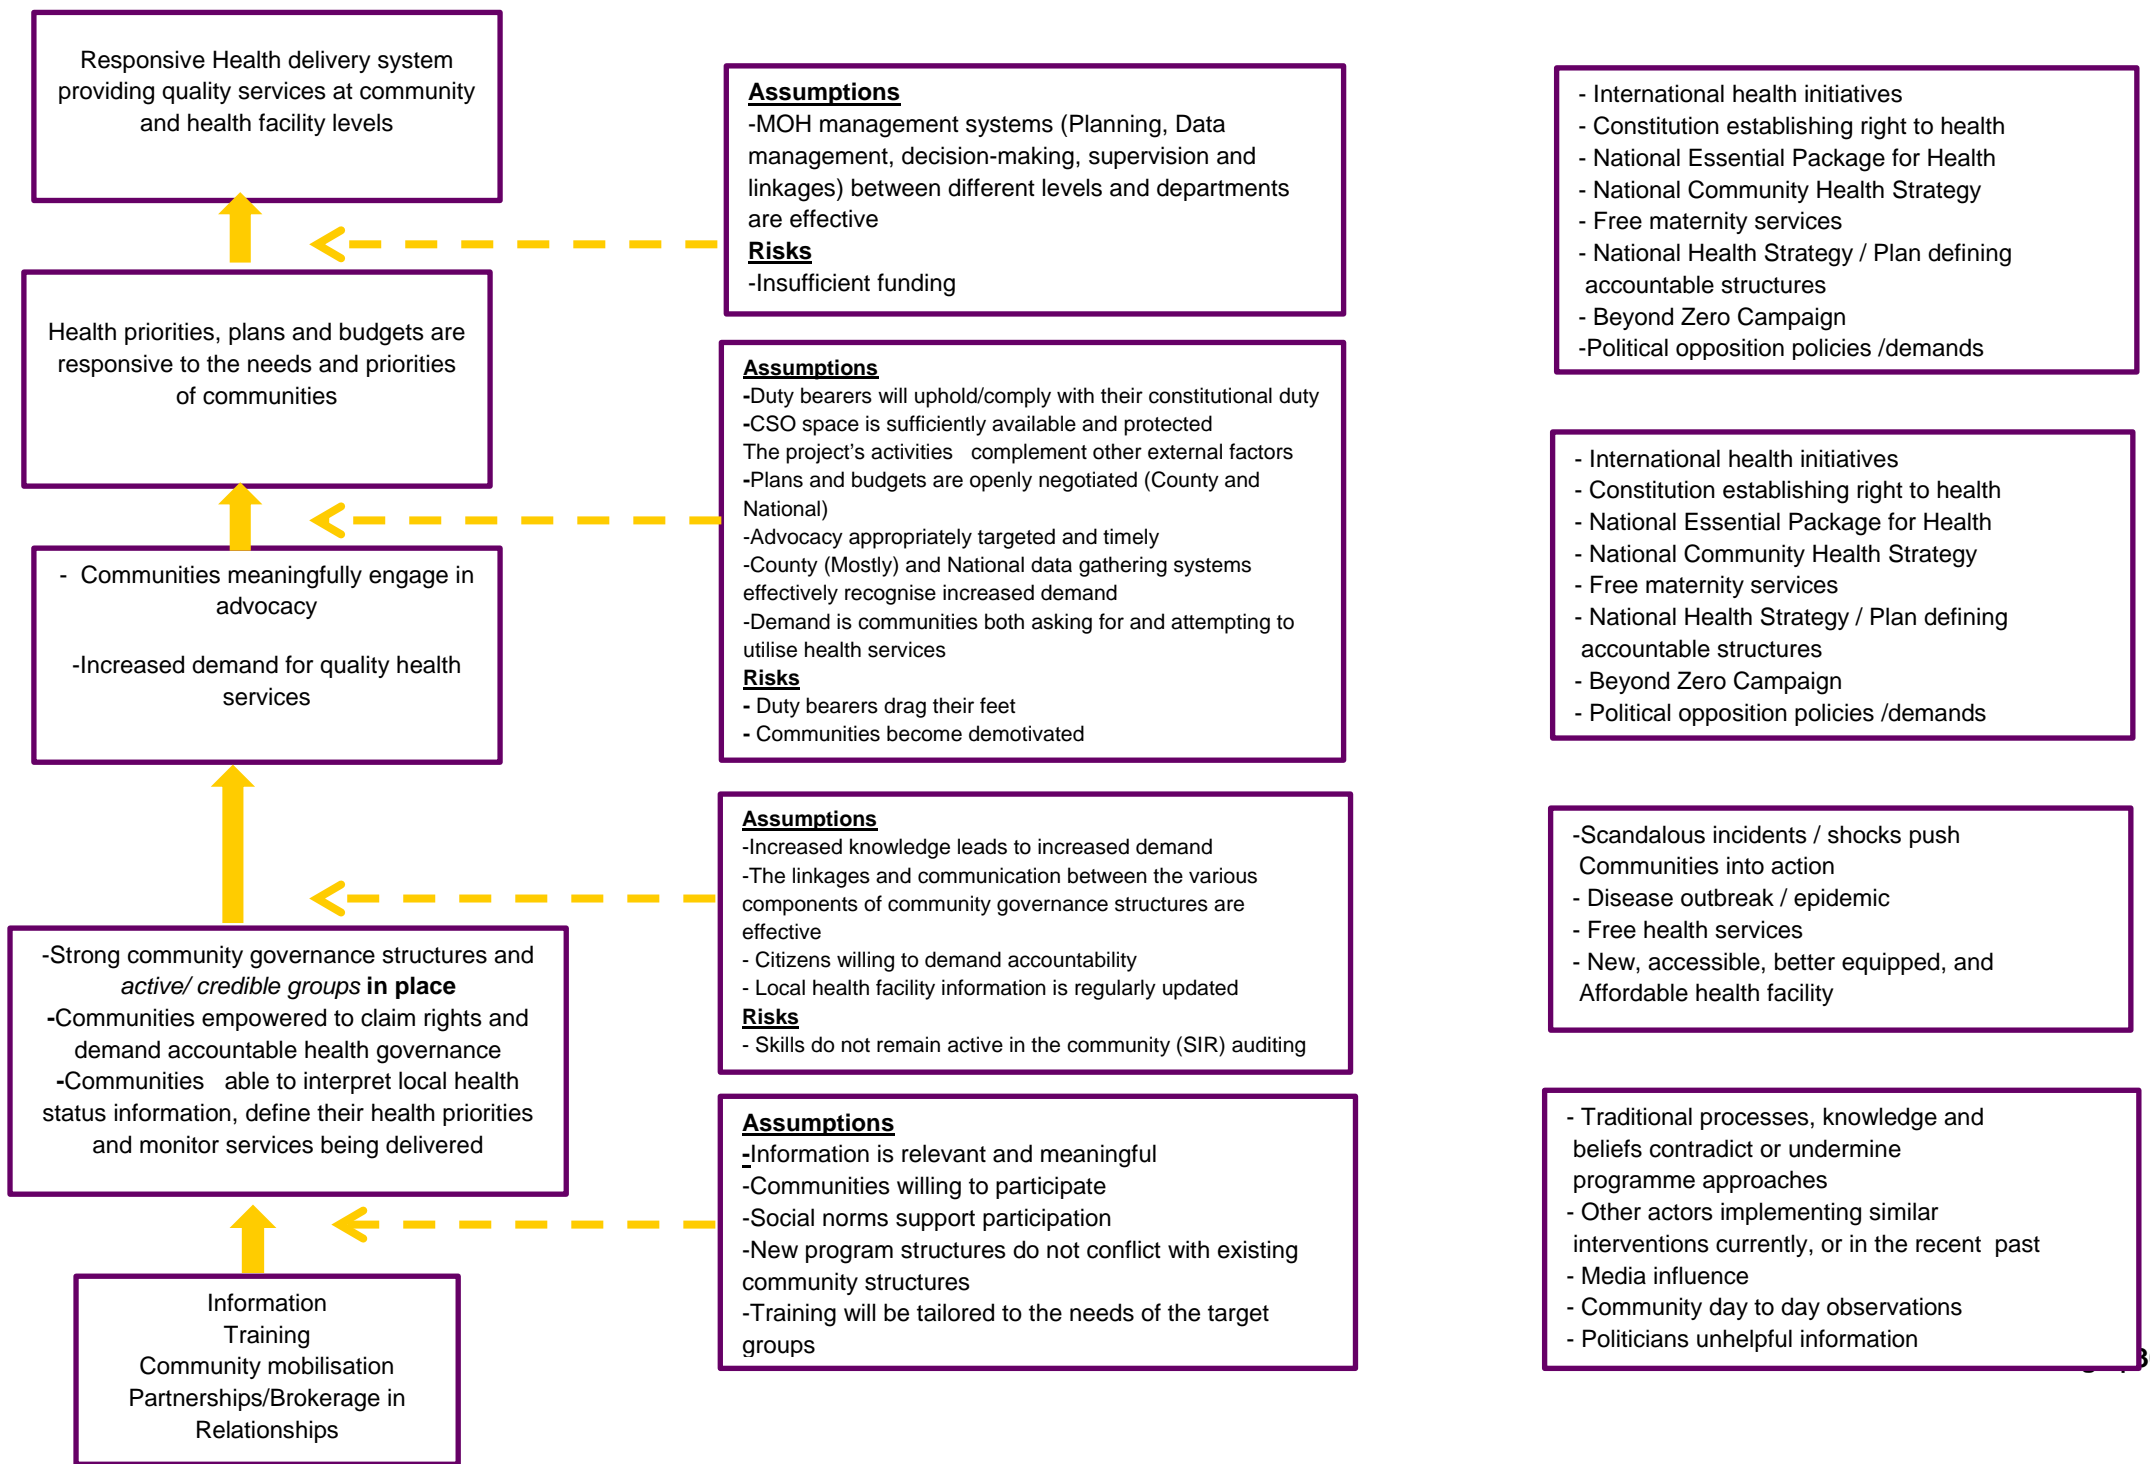 Responsive Health delivery system
providing quality services at community
and health facility levels
Health priorities, plans and budgets are
responsive to the needs and priorities
of communities
- Communities meaningfully engage in
advocacy
-Increased demand for quality health
services
-Strong community governance structures and
active/ credible groups in place
-Communities empowered to claim rights and
demand accountable health governance
-Communities able to interpret local health
status information, define their health priorities
and monitor services being delivered
Information
Training
Community mobilisation
Partnerships/Brokerage in
Relationships
Assumptions
-MOH management systems (Planning, Data
management, decision-making, supervision and
linkages) between different levels and departments
are effective
Risks
-Insufficient funding
Assumptions
-Duty bearers will uphold/comply with their constitutional duty
-CSO space is sufficiently available and protected
The project's activities complement other external factors
-Plans and budgets are openly negotiated (County and
National)
-Advocacy appropriately targeted and timely
-County (Mostly) and National data gathering systems
effectively recognise increased demand
-Demand is communities both asking for and attempting to
utilise health services
Risks
- Duty bearers drag their feet
- Communities become demotivated
Assumptions
-Increased knowledge leads to increased demand
-The linkages and communication between the various
components of community governance structures are
effective
- Citizens willing to demand accountability
- Local health facility information is regularly updated
Risks
- Skills do not remain active in the community (SIR) auditing
Assumptions
-Information is relevant and meaningful
-Communities willing to participate
-Social norms support participation
-New program structures do not conflict with existing
community structures
-Training will be tailored to the needs of the target
groups
- International health initiatives
- Constitution establishing right to health
- National Essential Package for Health
- National Community Health Strategy
- Free maternity services
- National Health Strategy / Plan defining
accountable structures
- Beyond Zero Campaign
-Political opposition policies /demands
- International health initiatives
- Constitution establishing right to health
- National Essential Package for Health
- National Community Health Strategy
- Free maternity services
- National Health Strategy / Plan defining
accountable structures
- Beyond Zero Campaign
- Political opposition policies /demands
-Scandalous incidents / shocks push
Communities into action
- Disease outbreak / epidemic
- Free health services
- New, accessible, better equipped, and
Affordable health facility
- Traditional processes, knowledge and
beliefs contradict or undermine
programme approaches
- Other actors implementing similar
interventions currently, or in the recent past
- Media influence
- Community day to day observations
- Politicians unhelpful information